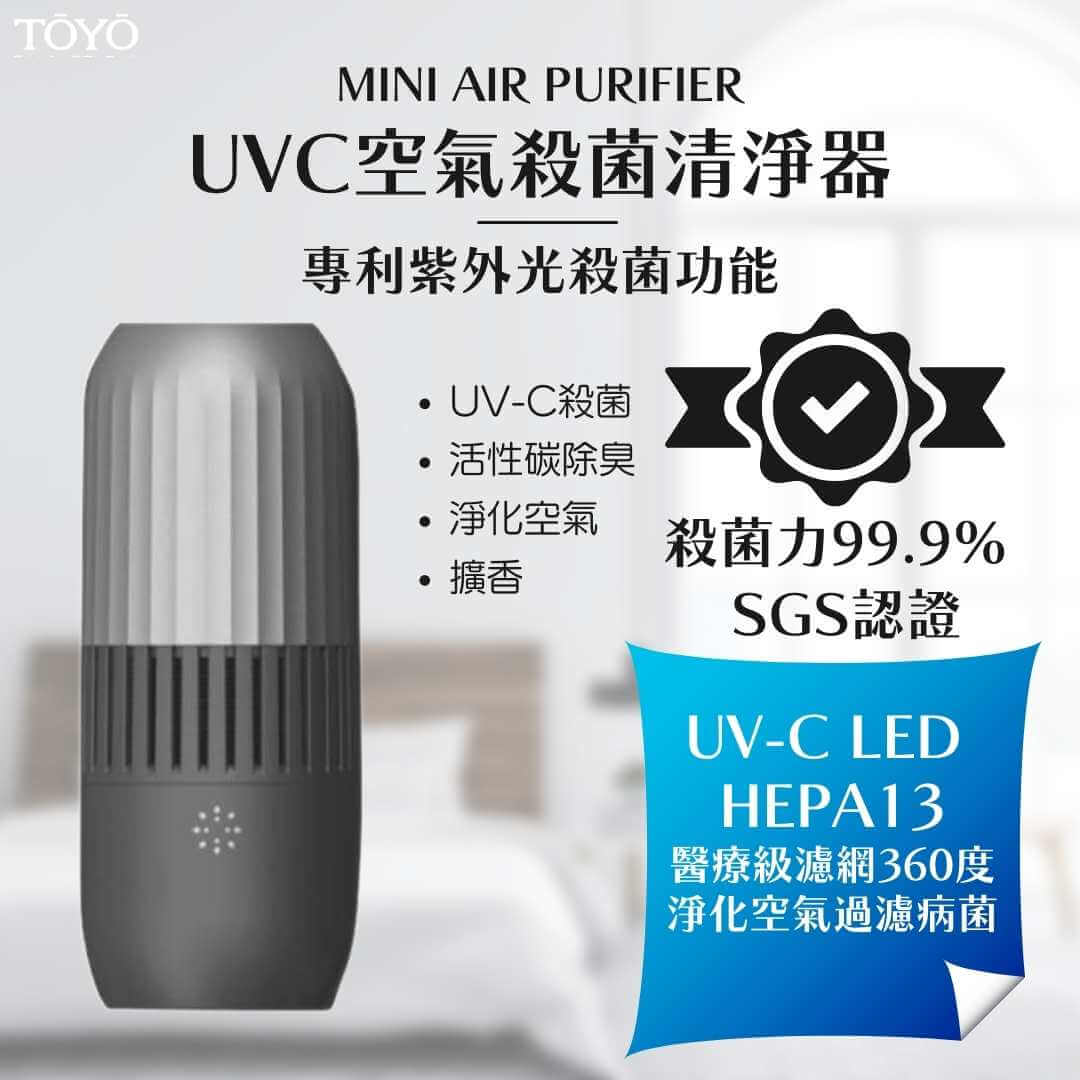 TŌYŌ
MINI AIR PURIFIER
UVC空氣殺菌清淨器
專利紫外光殺菌功能
• UV-C殺菌
• 活性碳除臭
• 淨化空氣
• 擴香
殺菌力99.9%
SGS認證
UV-C LED
HEPA13
醫療級濾網360度
淨化空氣過濾病菌